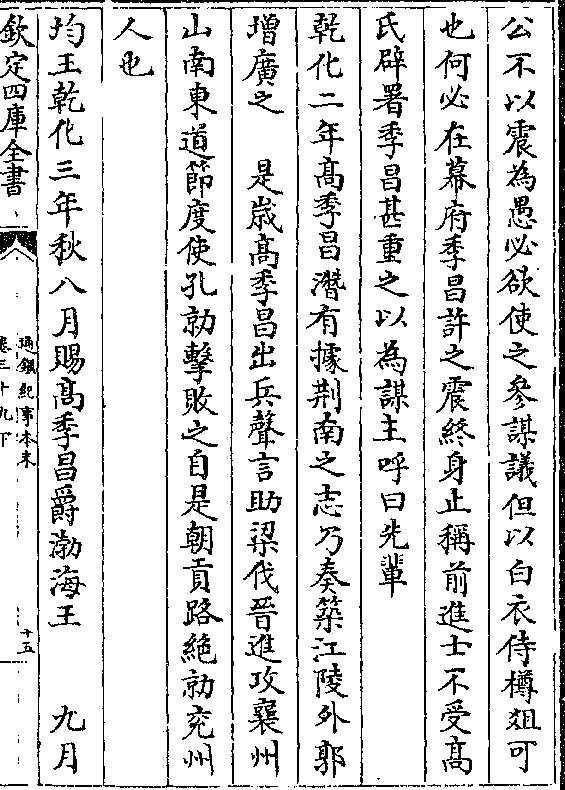 公不以震為愚必欲使之參謀議但以白衣侍樽俎可
也何必在幕府季昌許之震終身止稱前進士不受高
氏辟署季昌甚重之以為謀主呼曰先輩
乾化二年高季昌潛有據荆南之志乃奏築江陵外郭
增廣之　是歲高季昌出兵聲言助梁伐晉進攻襄州
山南東道節度使孔勍擊敗之自是朝貢路絶勍兖州
人也
均王乾化三年秋八月賜高季昌爵渤海王　九月
欽定四庫全書
通鑑紀事本末
卷三十九下
十五